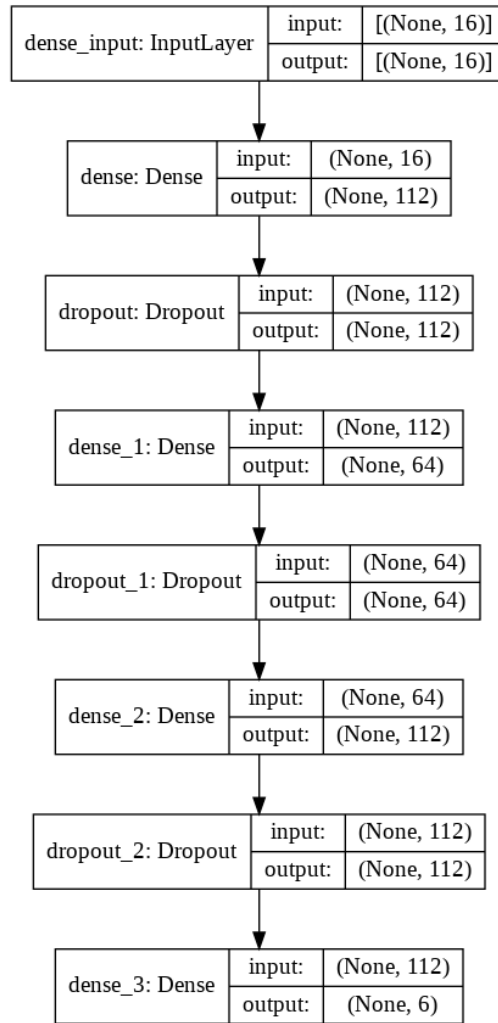 dense_input: InputLayer
input: [(None, 16)]
output: [(None, 16)]
dense: Dense
input: (None, 16)
output: (None, 112)
dropout: Dropout
input: (None, 112)
output: (None, 112)
dense_1: Dense
input: (None, 112)
output: (None, 64)
dropout_1: Dropout
input: (None, 64)
output: (None, 64)
dense_2: Dense
input: (None, 64)
output: (None, 112)
dropout_2: Dropout
input: (None, 112)
output: (None, 112)
dense_3: Dense
input: (None, 112)
output: (None, 6)